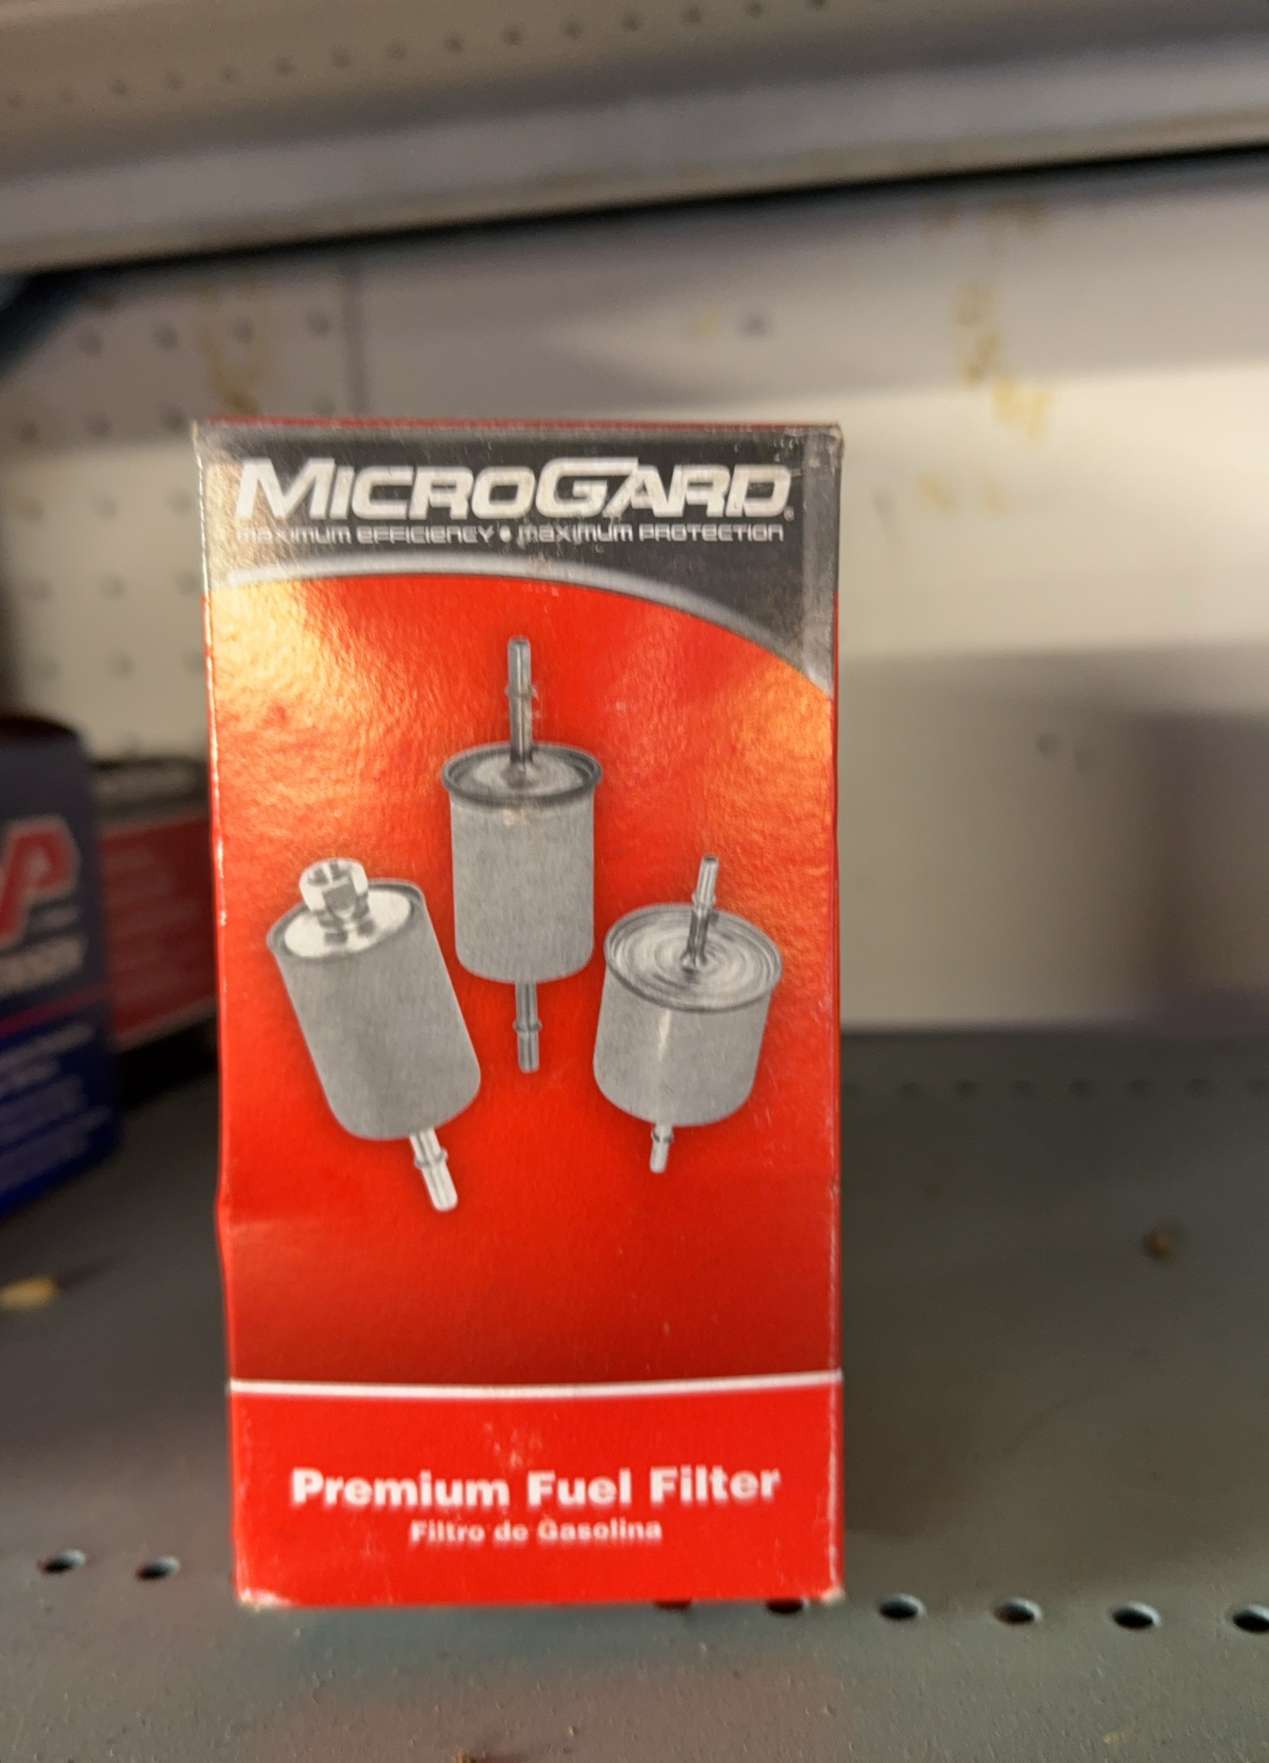 MICROGARD®
MAXIMUM EFFICIENCY • MAXIMUM PROTECTION
Premium Fuel Filter
Filtro de Gasolina